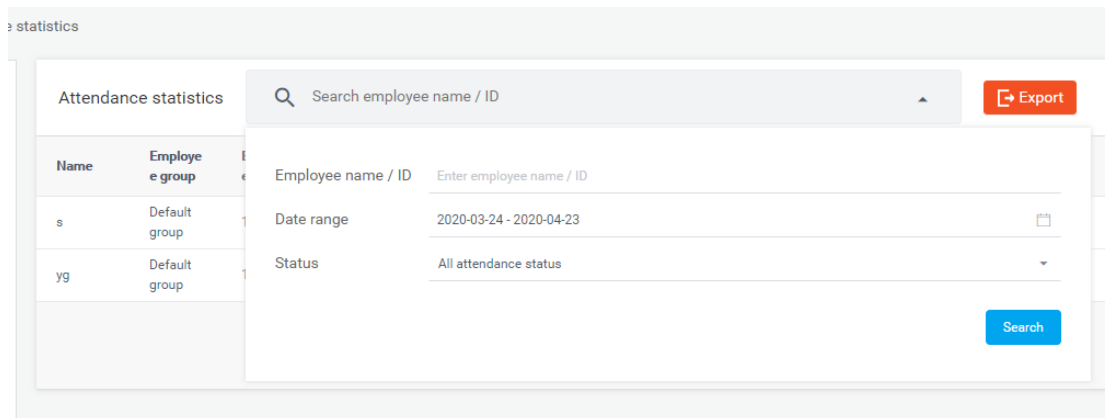 e statistics
Attendance statistics
Search employee name / ID
Export
Name
Employe
e group
Employee name / ID
Enter employee name / ID
s
Default
group
Date range
2020-03-24 - 2020-04-23
yg
Default
group
Status
All attendance status
Search